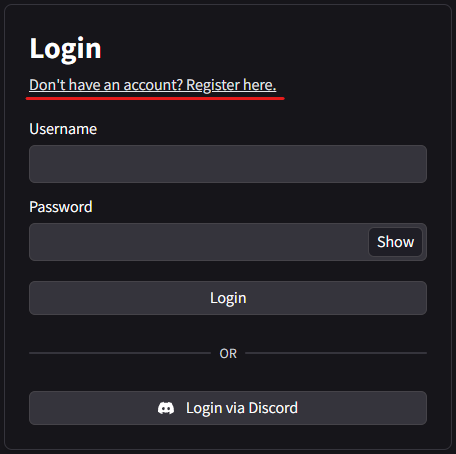 Login
Don't have an account? Register here.
Username
Password
Show
Login
OR
Login via Discord